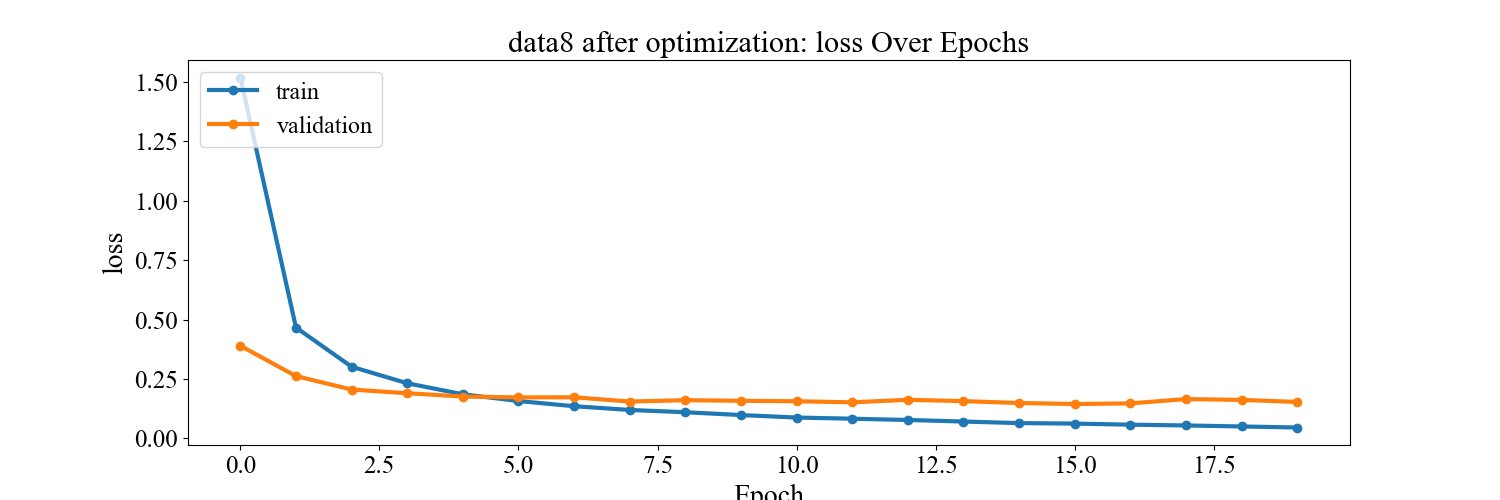 data8 after optimization: loss Over Epochs
train
validation
loss
1.50
1.25
1.00
0.75
0.50
0.25
0.00
0.0 2.5 5.0 7.5 10.0 12.5 15.0 17.5
Epoch